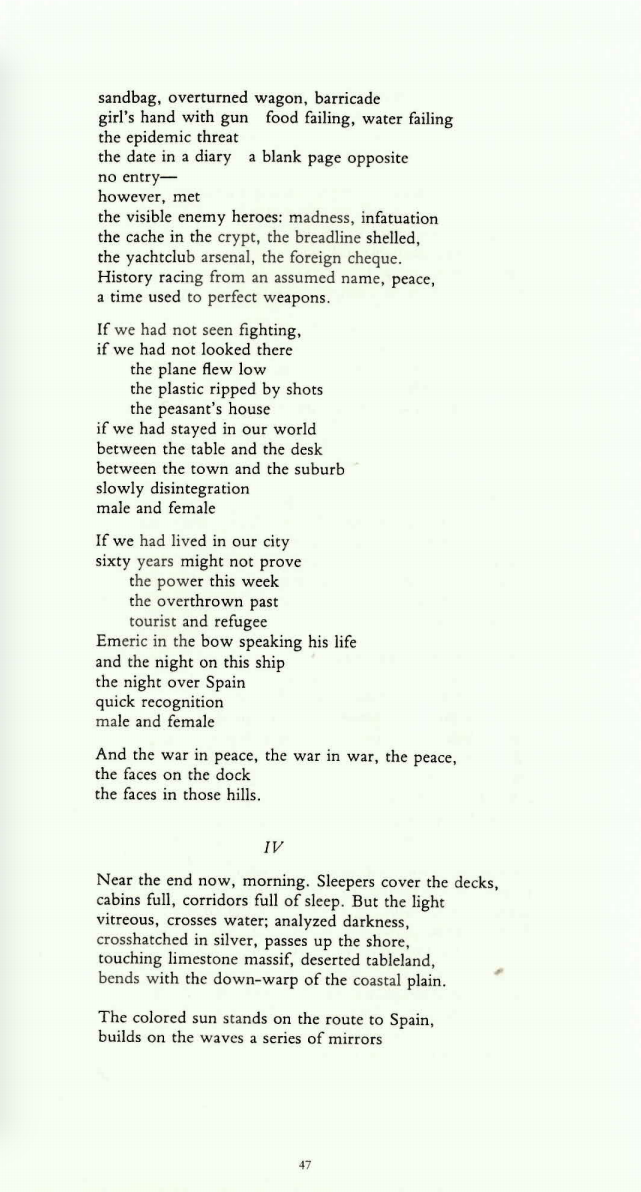 sandbag, overturned wagon, barricade
girl's hand with gun   food failing, water failing
the epidemic threat
the date in a diary   a blank page opposite
no entry—
however, met
the visible enemy heroes: madness, infatuation
the cache in the crypt, the breadline shelled,
the yachtclub arsenal, the foreign cheque.
History racing from an assumed name, peace,
a time used to perfect weapons.

If we had not seen fighting,
if we had not looked there
    the plane flew low
    the plastic ripped by shots
    the peasant's house
if we had stayed in our world
between the table and the desk
between the town and the suburb
slowly disintegration
male and female

If we had lived in our city
sixty years might not prove
    the power this week
    the overthrown past
    tourist and refugee
Emeric in the bow speaking his life
and the night on this ship
the night over Spain
quick recognition
male and female

And the war in peace, the war in war, the peace,
the faces on the dock
the faces in those hills.

IV

Near the end now, morning. Sleepers cover the decks,
cabins full, corridors full of sleep. But the light
vitreous, crosses water; analyzed darkness,
crosshatched in silver, passes up the shore,
touching limestone massif, deserted tableland,
bends with the down-warp of the coastal plain.

The colored sun stands on the route to Spain,
builds on the waves a series of mirrors

47